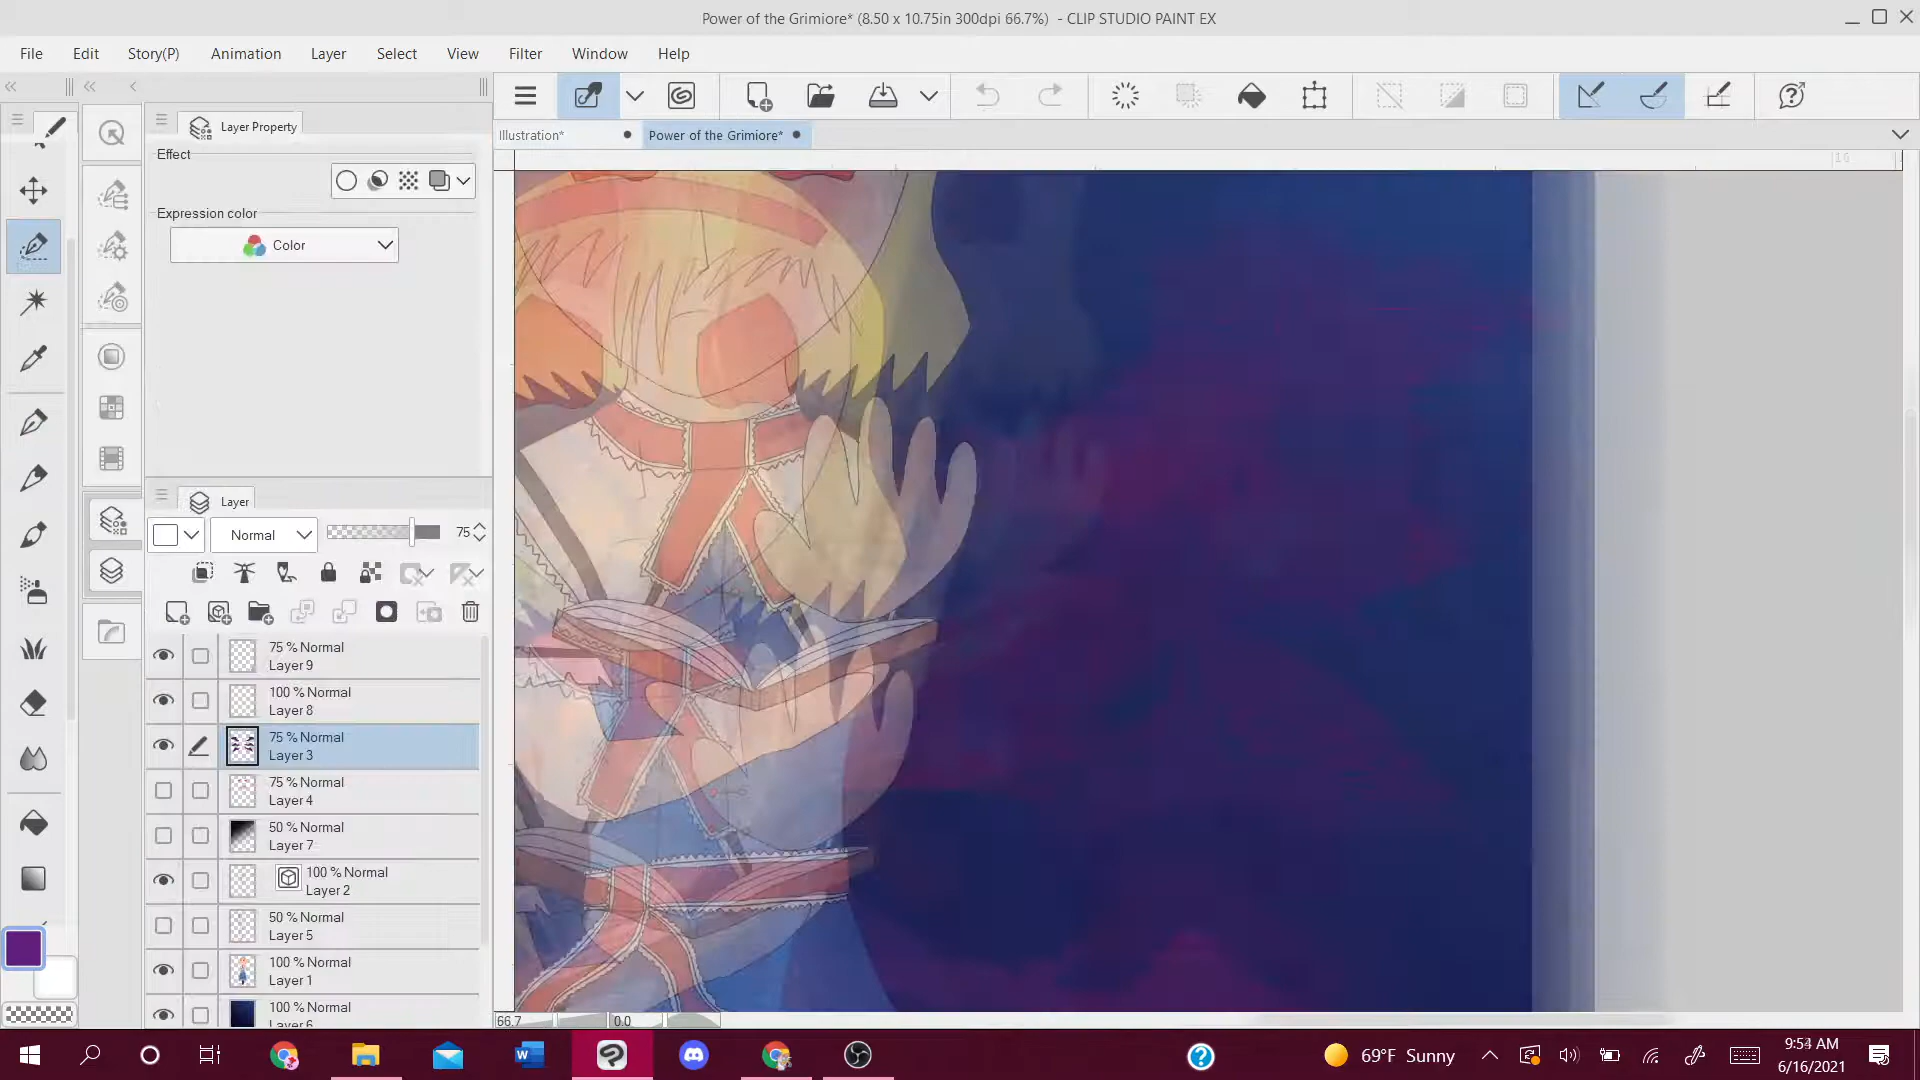 Power of the Grimiore* (8.50 x 10.75in 300dpi 66.7%) - CLIP STUDIO PAINT EX
File Edit Story(P) Animation Layer Select View Filter Window Help
Layer Property
Illustration* Power of the Grimiore*
Effect
Expression color
Color
Layer
Normal 75
75 % Normal
Layer 9
100 % Normal
Layer 8
75 % Normal
Layer 3
75 % Normal
Layer 4
50 % Normal
Layer 7
100 % Normal
Layer 2
50 % Normal
Layer 5
100 % Normal
Layer 1
100 % Normal
Layer 6
66.7 0.0
69°F Sunny
9:54 AM
6/16/2021